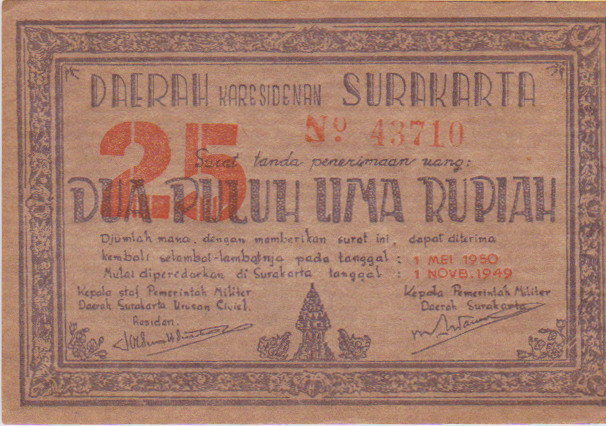 DAERAH KARESIDENAN SURAKARTA
Nº 43710
25
Surat tanda penerimaan uang:
DUA PULUH LIMA RUPIAH
Djumlah mana, dengan memberikan surat ini, dapat diterima
kembali selambat-lambatnja pada tanggal : 1 MEI 1950
Mulai diperedarkan di Surakarta tanggal : 1 NOVB. 1949
Kepala staf Pemerintah Militer
Daerah Surakarta Urusan Civiel.
Residen.
Kepala Pemerintah Militer
Daerah Surakarta